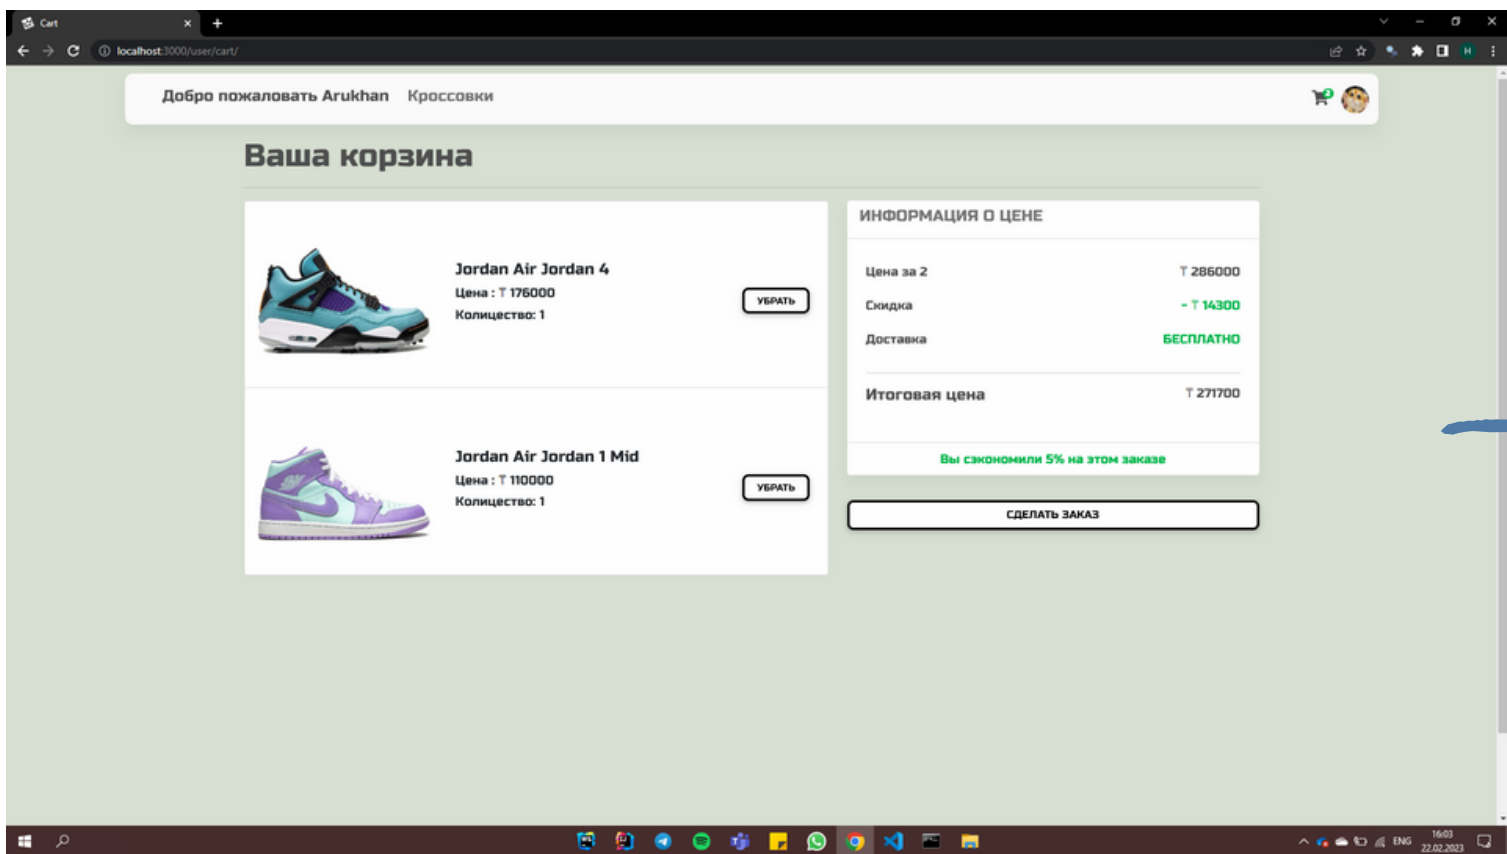 Cart
localhost:3000/user/cart/
Добро пожаловать Arukhan Кроссовки
Ваша корзина
Jordan Air Jordan 4
Цена : ₸ 176000
Колицество: 1
УБРАТЬ
Jordan Air Jordan 1 Mid
Цена : ₸ 110000
Колицество: 1
УБРАТЬ
ИНФОРМАЦИЯ О ЦЕНЕ
Цена за 2 ₸ 286000
Скидка - ₸ 14300
Доставка БЕСПЛАТНО
Итоговая цена ₸ 271700
Вы сэкономили 5% на этом заказе
СДЕЛАТЬ ЗАКАЗ
ENG
16:03
22.02.2023